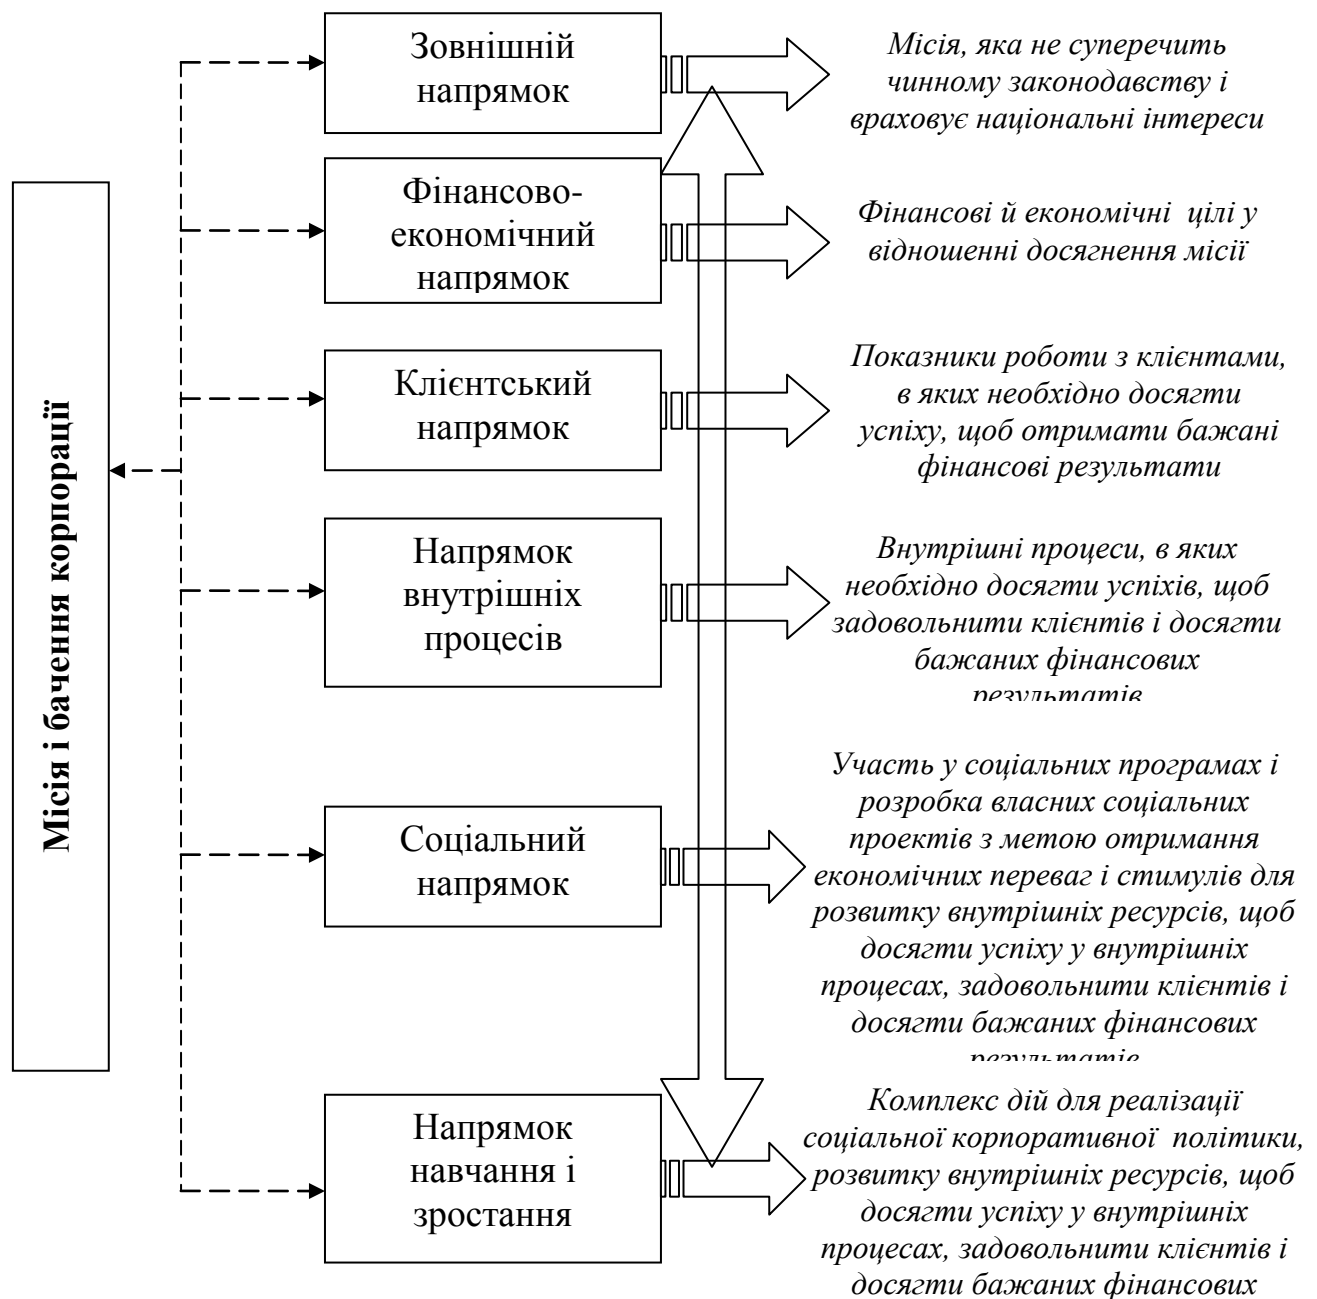 Зовнішній
напрямок
Місія, яка не суперечить
чинному законодавству і
враховує національні інтереси
Фінансово-
економічний
напрямок
Фінансові й економічні цілі у
відношенні досягнення місії
Місія і бачення корпорації
Клієнтський
напрямок
Показники роботи з клієнтами,
в яких необхідно досягти
успіху, щоб отримати бажані
фінансові результати
Напрямок
внутрішніх
процесів
Внутрішні процеси, в яких
необхідно досягти успіхів, щоб
задовольнити клієнтів і досягти
бажаних фінансових
результатів
Соціальний
напрямок
Участь у соціальних програмах і
розробка власних соціальних
проектів з метою отримання
економічних переваг і стимулів для
розвитку внутрішніх ресурсів, щоб
досягти успіху у внутрішніх
процесах, задовольнити клієнтів і
досягти бажаних фінансових
результатів
Напрямок
навчання і
зростання
Комплекс дій для реалізації
соціальної корпоративної політики,
розвитку внутрішніх ресурсів, щоб
досягти успіху у внутрішніх
процесах, задовольнити клієнтів і
досягти бажаних фінансових